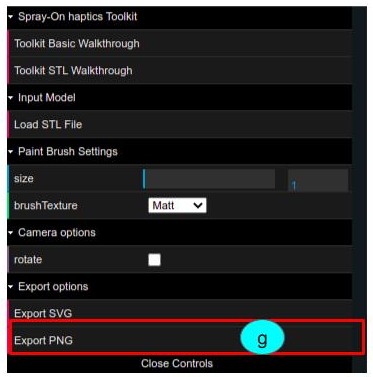 Spray-On haptics Toolkit
Toolkit Basic Walkthrough
Toolkit STL Walkthrough
Input Model
Load STL File
Paint Brush Settings
size 1
brushTexture Matt
Camera options
rotate
Export options
Export SVG
Export PNG g
Close Controls